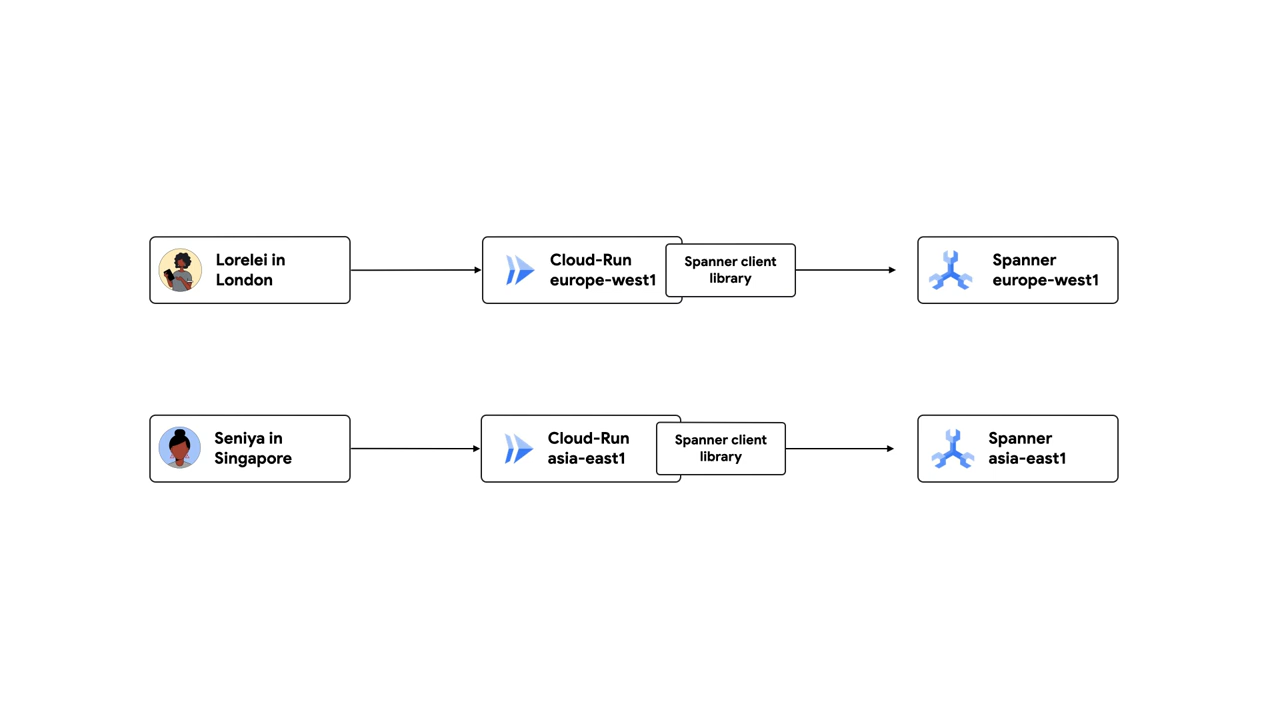 Lorelei in
London
Cloud-Run
europe-west1
Spanner client
library
Spanner
europe-west1
Seniya in
Singapore
Cloud-Run
asia-east1
Spanner client
library
Spanner
asia-east1